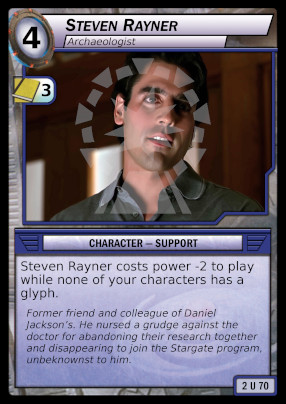 4
STEVEN RAYNER
Archaeologist
3
CHARACTER – SUPPORT
Steven Rayner costs power -2 to play
while none of your characters has a
glyph.
Former friend and colleague of Daniel
Jackson's. He nursed a grudge against the
doctor for abandoning their research together
and disappearing to join the Stargate program,
unbeknownst to him.
2 U 70